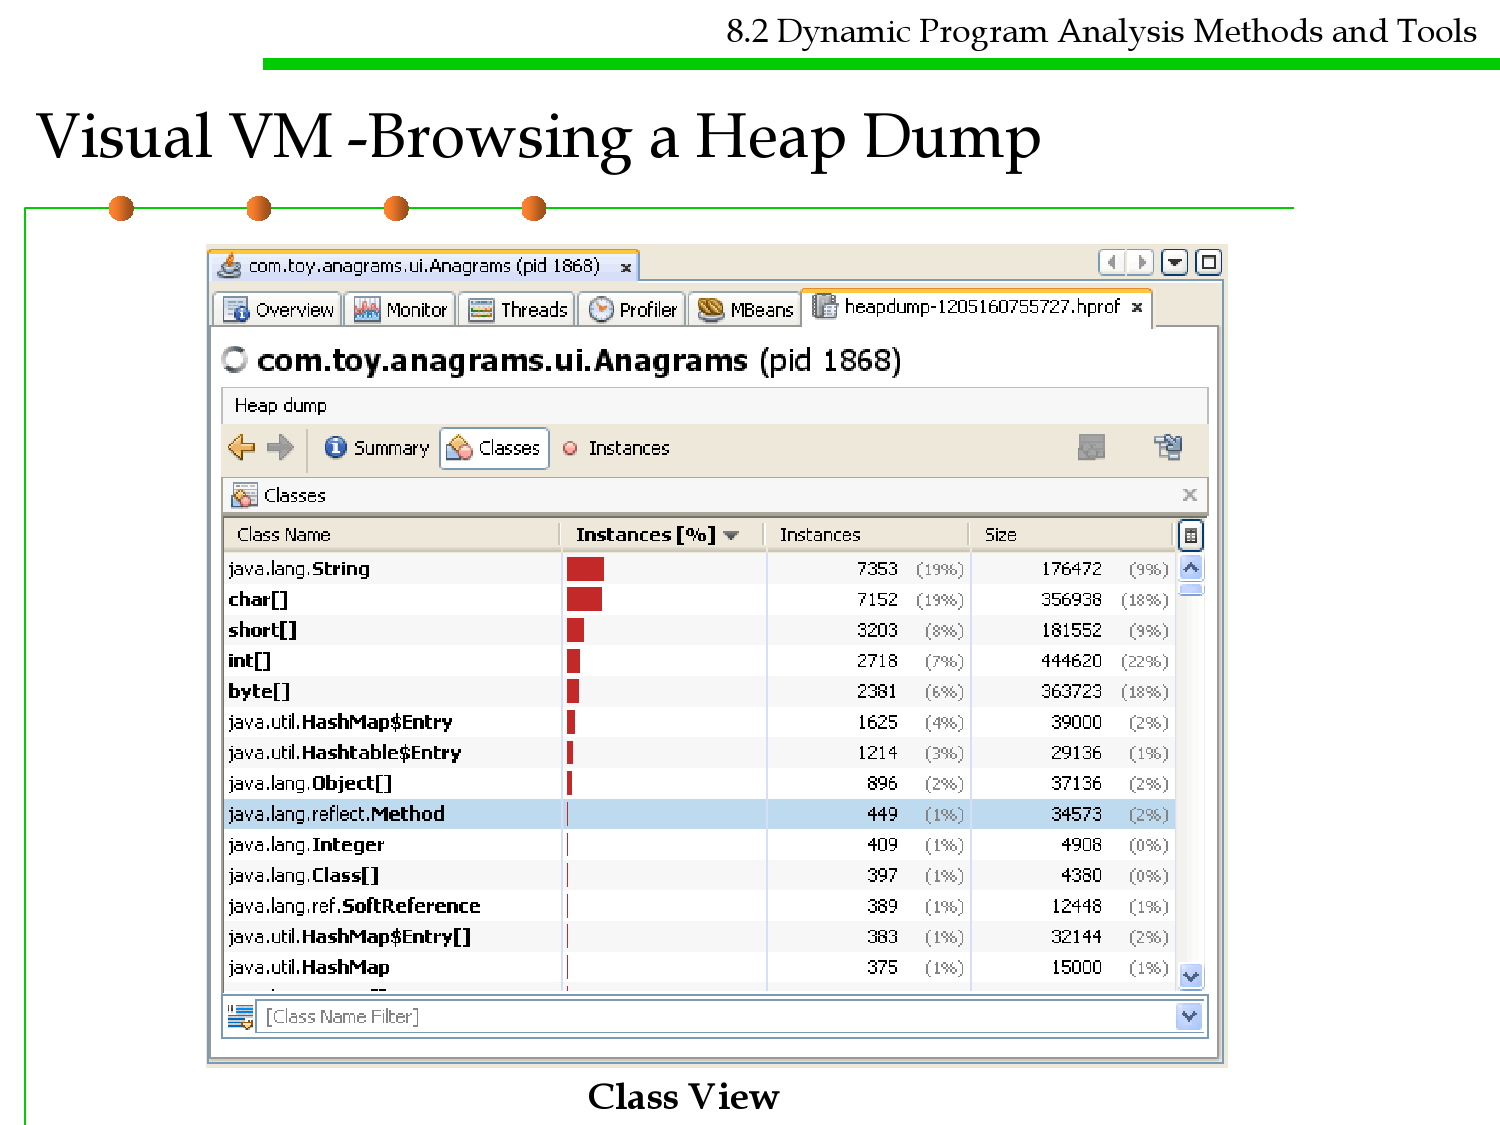 8.2 Dynamic Program Analysis Methods and Tools
Visual VM -Browsing a Heap Dump
com.toy.anagrams.ui.Anagrams (pid 1868)
Overview Monitor Threads Profiler MBeans heapdump-1205160755727.hprof
com.toy.anagrams.ui.Anagrams (pid 1868)
Heap dump
Summary Classes Instances
Classes
Class Name Instances [%] Instances Size
java.lang.String 7353 (19%) 176472 (9%)
char[] 7152 (19%) 356938 (18%)
short[] 3203 (8%) 181552 (9%)
int[] 2718 (7%) 444620 (22%)
byte[] 2381 (6%) 363723 (18%)
java.util.HashMap$Entry 1625 (4%) 39000 (2%)
java.util.Hashtable$Entry 1214 (3%) 29136 (1%)
java.lang.Object[] 896 (2%) 37136 (2%)
java.lang.reflect.Method 449 (1%) 34573 (2%)
java.lang.Integer 409 (1%) 4908 (0%)
java.lang.Class[] 397 (1%) 4380 (0%)
java.lang.ref.SoftReference 389 (1%) 12448 (1%)
java.util.HashMap$Entry[] 383 (1%) 32144 (2%)
java.util.HashMap 375 (1%) 15000 (1%)
[Class Name Filter]
Class View